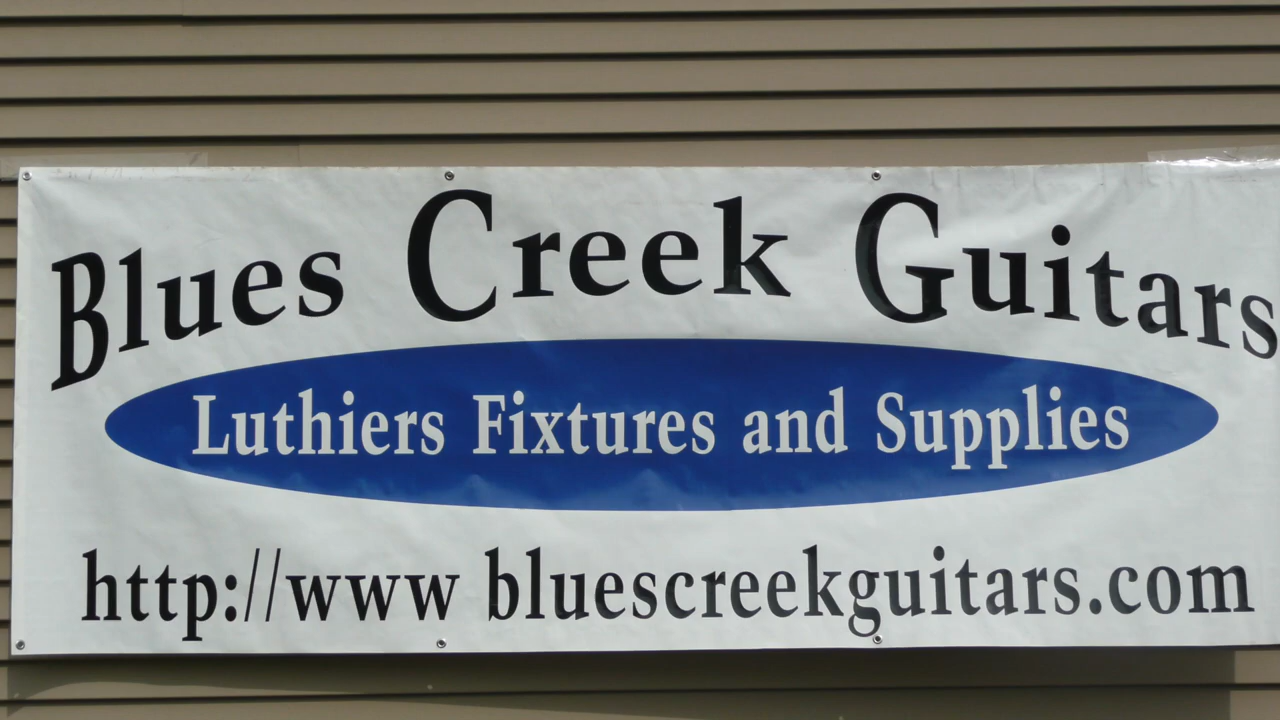 Blues Creek Guitars
Luthiers Fixtures and Supplies
http://www bluescreekguitars.com